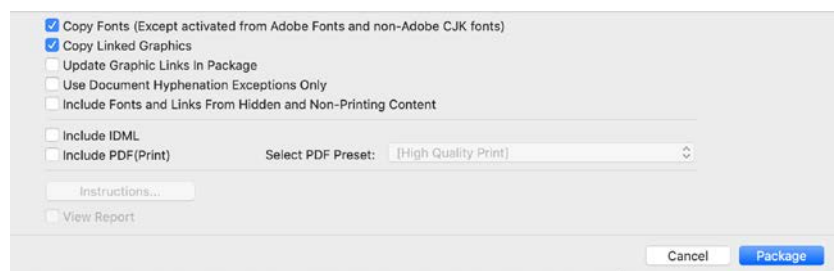 Copy Fonts (Except activated from Adobe Fonts and non-Adobe CJK fonts)
Copy Linked Graphics
Update Graphic Links In Package
Use Document Hyphenation Exceptions Only
Include Fonts and Links From Hidden and Non-Printing Content
Include IDML
Include PDF(Print) Select PDF Preset: [High Quality Print]
Instructions...
View Report
Cancel Package